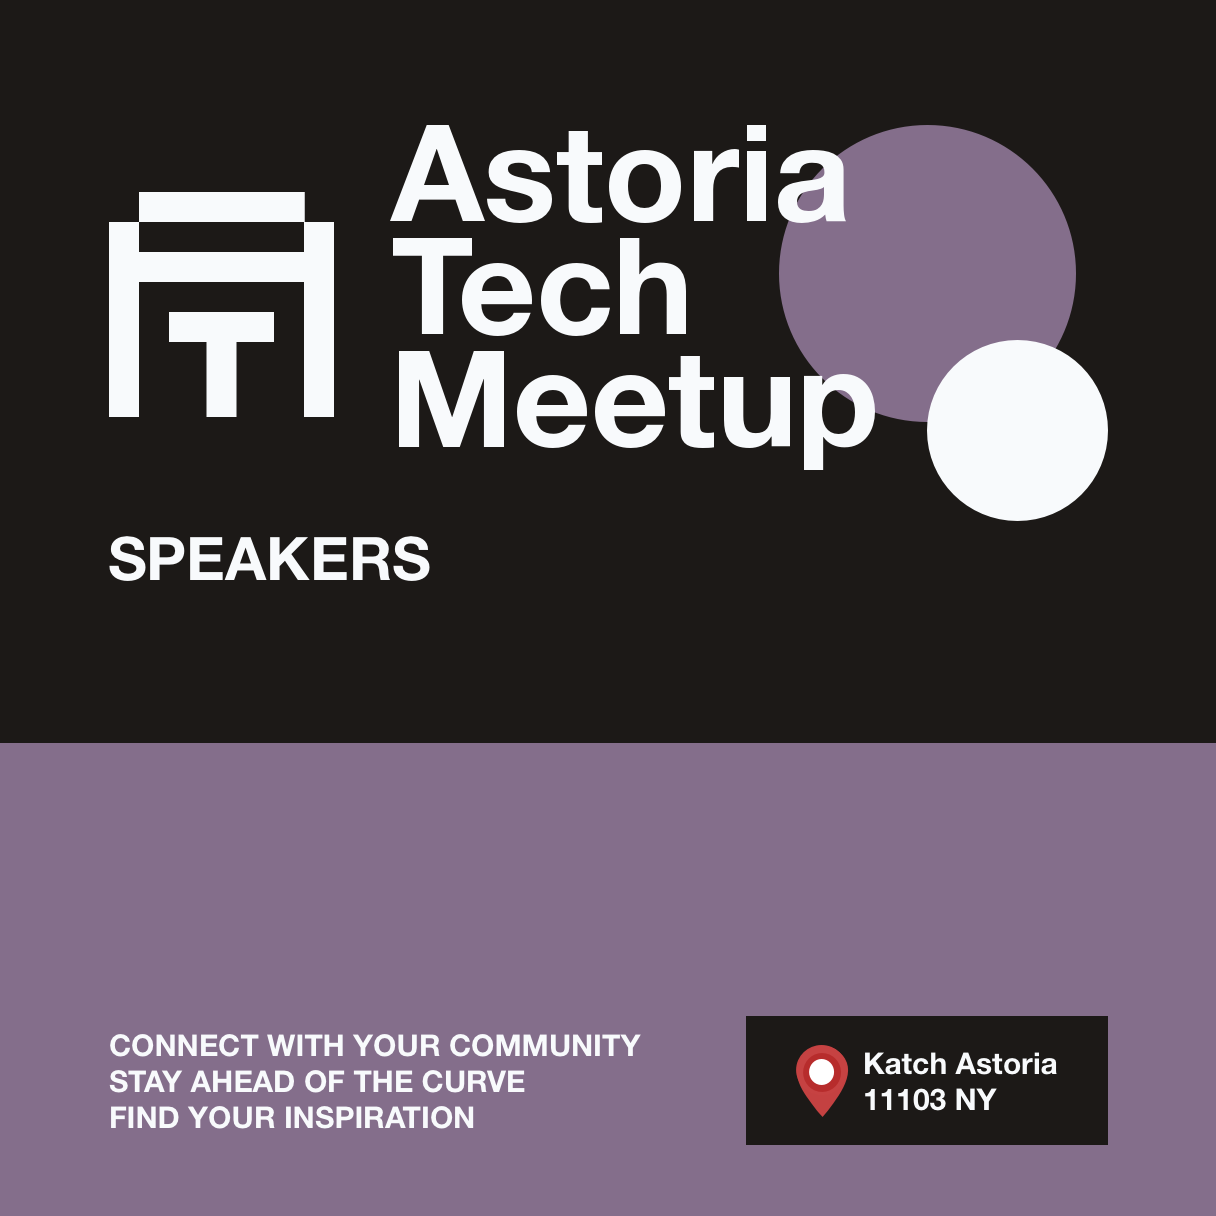 Astoria
Tech
Meetup
SPEAKERS
CONNECT WITH YOUR COMMUNITY
STAY AHEAD OF THE CURVE
FIND YOUR INSPIRATION
Katch Astoria
11103 NY